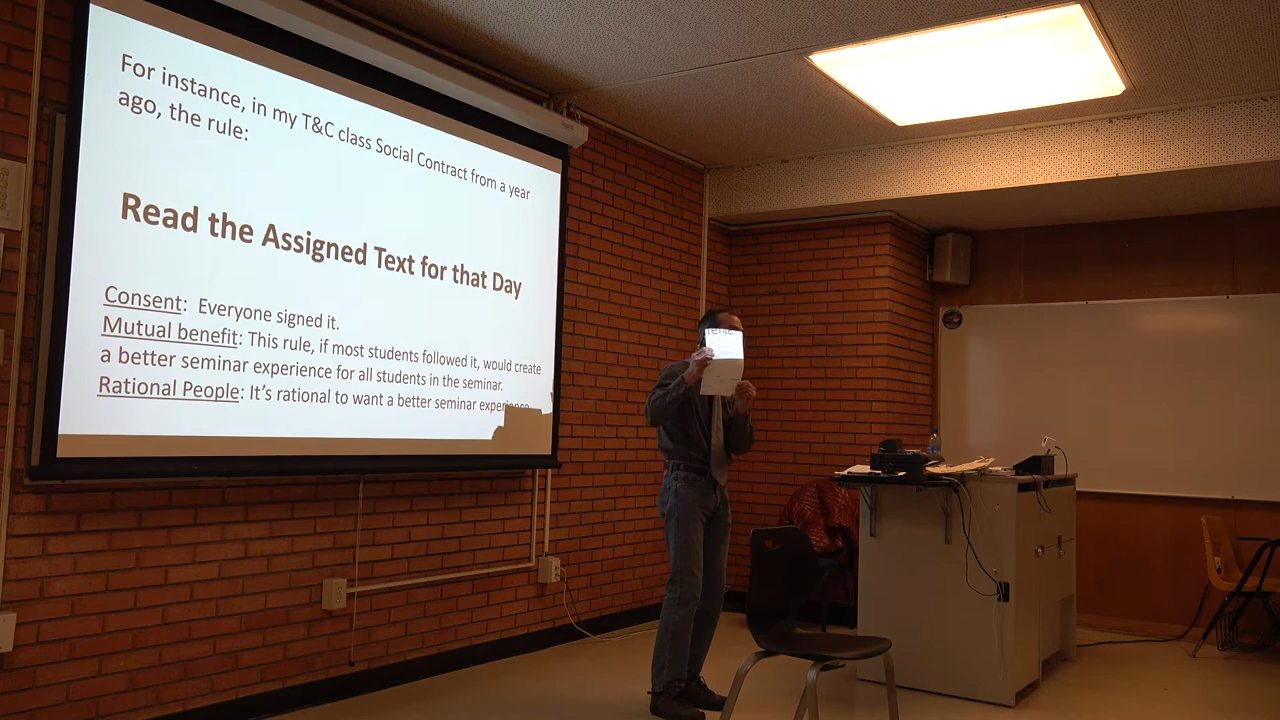 For instance, in my T&C class Social Contract from a year
ago, the rule:
Read the Assigned Text for that Day
Consent: Everyone signed it.
Mutual benefit: This rule, if most students followed it, would create
a better seminar experience for all students in the seminar.
Rational People: It's rational to want a better seminar experience